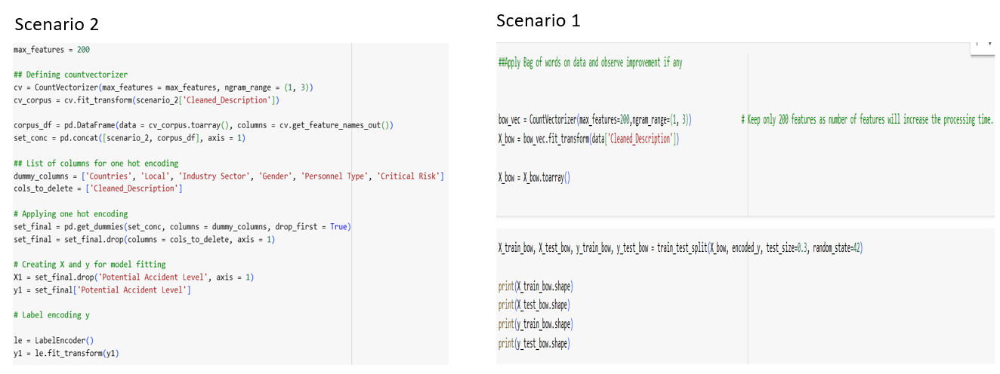 Scenario 2
max_features = 200
## Defining countvectorizer
cv = CountVectorizer(max_features = max_features, ngram_range = (1, 3))
cv_corpus = cv.fit_transform(scenario_2['Cleaned_Description'])
corpus_df = pd.DataFrame(data = cv_corpus.toarray(), columns = cv.get_feature_names_out())
set_conc = pd.concat([scenario_2, corpus_df], axis = 1)
## List of columns for one hot encoding
dummy_columns = ['Countries', 'Local', 'Industry Sector', 'Gender', 'Personnel Type', 'Critical Risk']
cols_to_delete = ['Cleaned_Description']
# Applying one hot encoding
set_final = pd.get_dummies(set_conc, columns = dummy_columns, drop_first = True)
set_final = set_final.drop(columns = cols_to_delete, axis = 1)
# Creating X and y for model fitting
X1 = set_final.drop('Potential Accident Level', axis = 1)
y1 = set_final['Potential Accident Level']
# Label encoding y
le = LabelEncoder()
y1 = le.fit_transform(y1)
Scenario 1
##Apply Bag of words on data and observe improvement if any
bow_vec = CountVectorizer(max_features=200,ngram_range=(1, 3)) # Keep only 200 features as number of features will increase the processing time.
X_bow = bow_vec.fit_transform(data['Cleaned_Description'])
X_bow = X_bow.toarray()
X_train_bow, X_test_bow, y_train_bow, y_test_bow = train_test_split(X_bow, encoded_y, test_size=0.3, random_state=42)
print(X_train_bow.shape)
print(X_test_bow.shape)
print(y_train_bow.shape)
print(y_test_bow.shape)